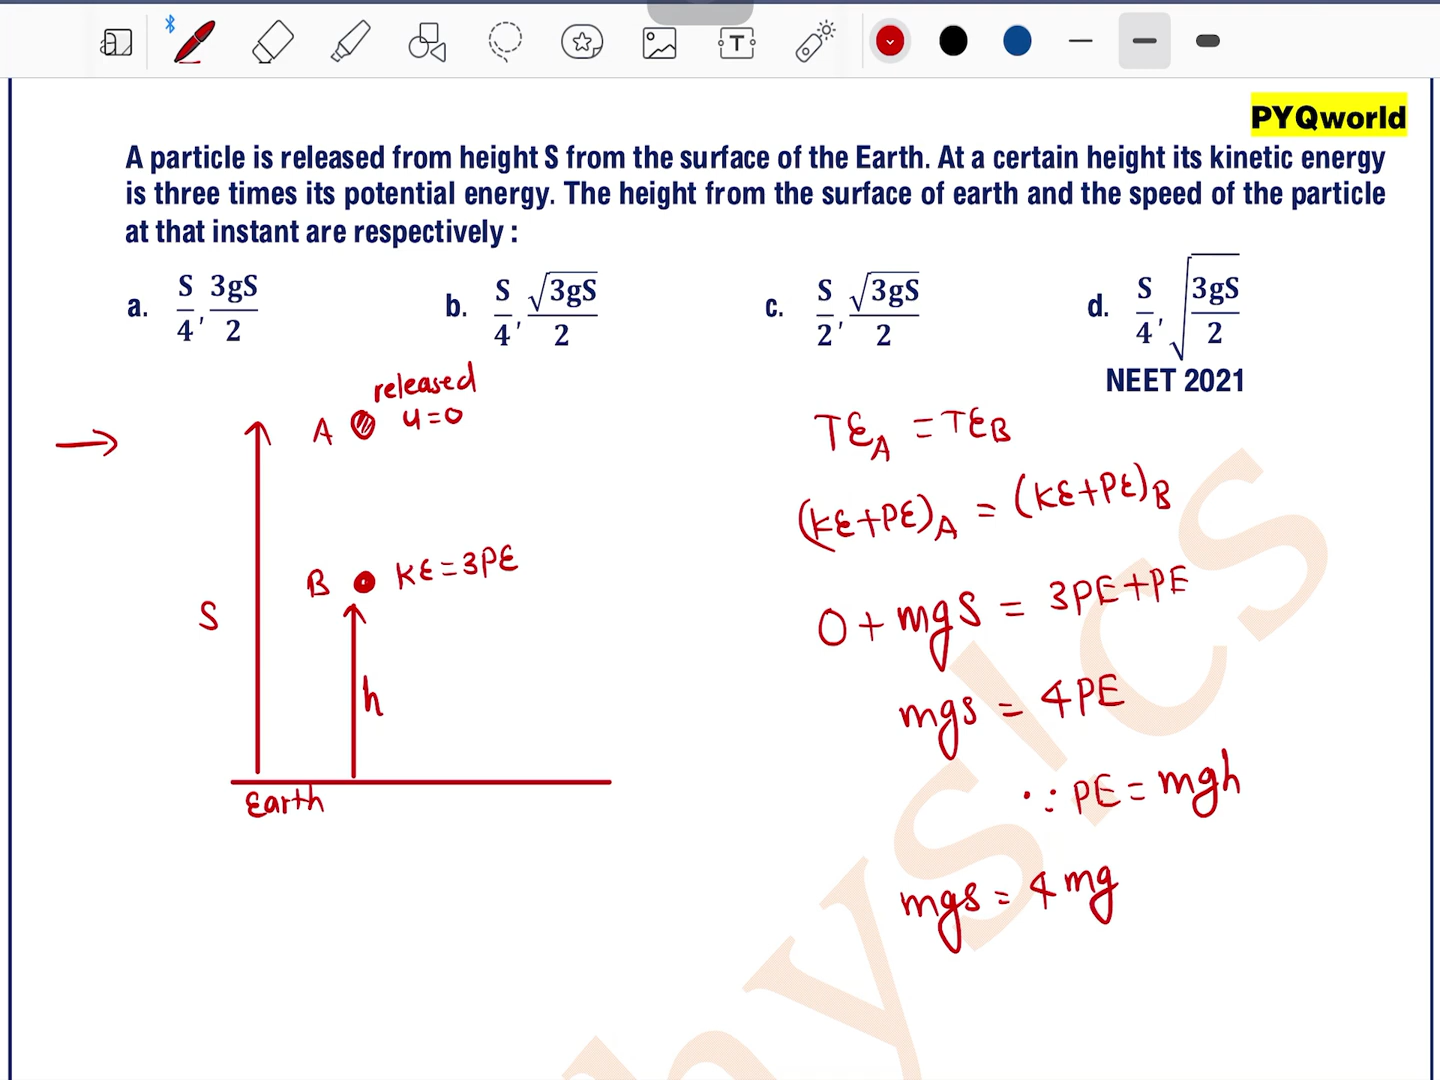 T
PYQworld
A particle is released from height S from the surface of the Earth. At a certain height its kinetic energy
is three times its potential energy. The height from the surface of earth and the speed of the particle
at that instant are respectively :
a. S/4, 3gS/2
b. S/4, √3gS/2
c. S/2, √3gS/2
d. S/4, √(3gS/2)
NEET 2021
released
A u=0
B KE=3PE
S
h
Earth
TE_A = TE_B
(KE+PE)_A = (KE+PE)_B
0 + mgS = 3PE+PE
mgs = 4PE
∵ PE = mgh
mgs = 4mg
hysics